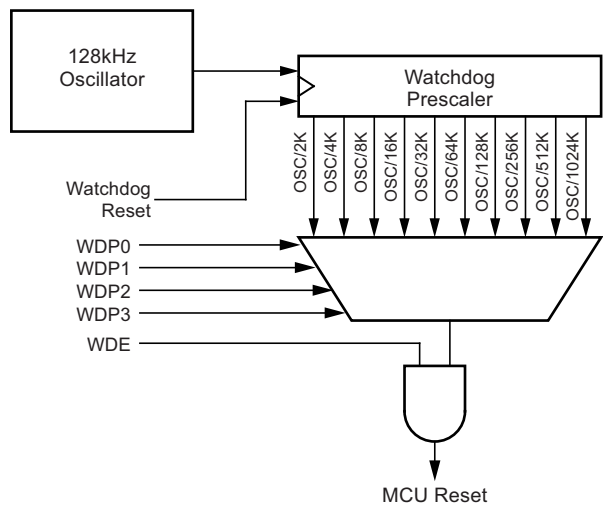 128kHz
Oscillator
Watchdog
Prescaler
OSC/2K
OSC/4K
OSC/8K
OSC/16K
OSC/32K
OSC/64K
OSC/128K
OSC/256K
OSC/512K
OSC/1024K
Watchdog
Reset
WDP0
WDP1
WDP2
WDP3
WDE
MCU Reset